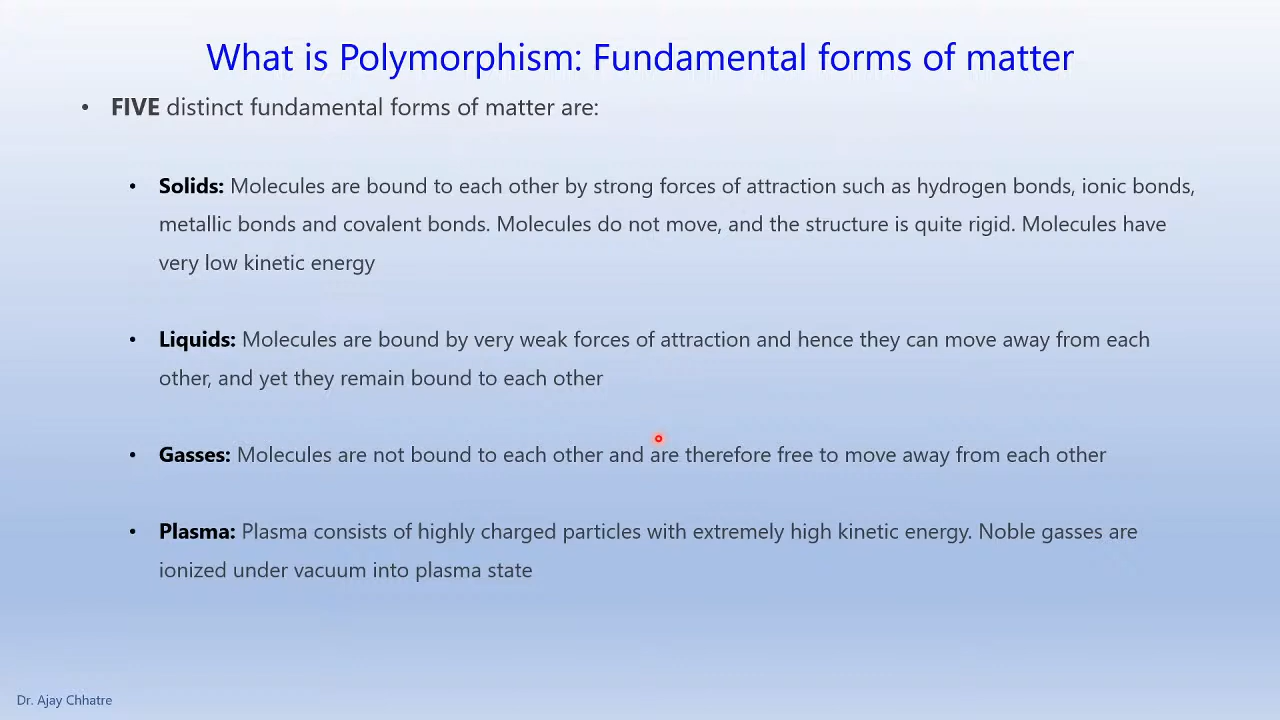 What is Polymorphism: Fundamental forms of matter
• FIVE distinct fundamental forms of matter are:
• Solids: Molecules are bound to each other by strong forces of attraction such as hydrogen bonds, ionic bonds,
metallic bonds and covalent bonds. Molecules do not move, and the structure is quite rigid. Molecules have
very low kinetic energy
• Liquids: Molecules are bound by very weak forces of attraction and hence they can move away from each
other, and yet they remain bound to each other
• Gasses: Molecules are not bound to each other and are therefore free to move away from each other
• Plasma: Plasma consists of highly charged particles with extremely high kinetic energy. Noble gasses are
ionized under vacuum into plasma state
Dr. Ajay Chhatre